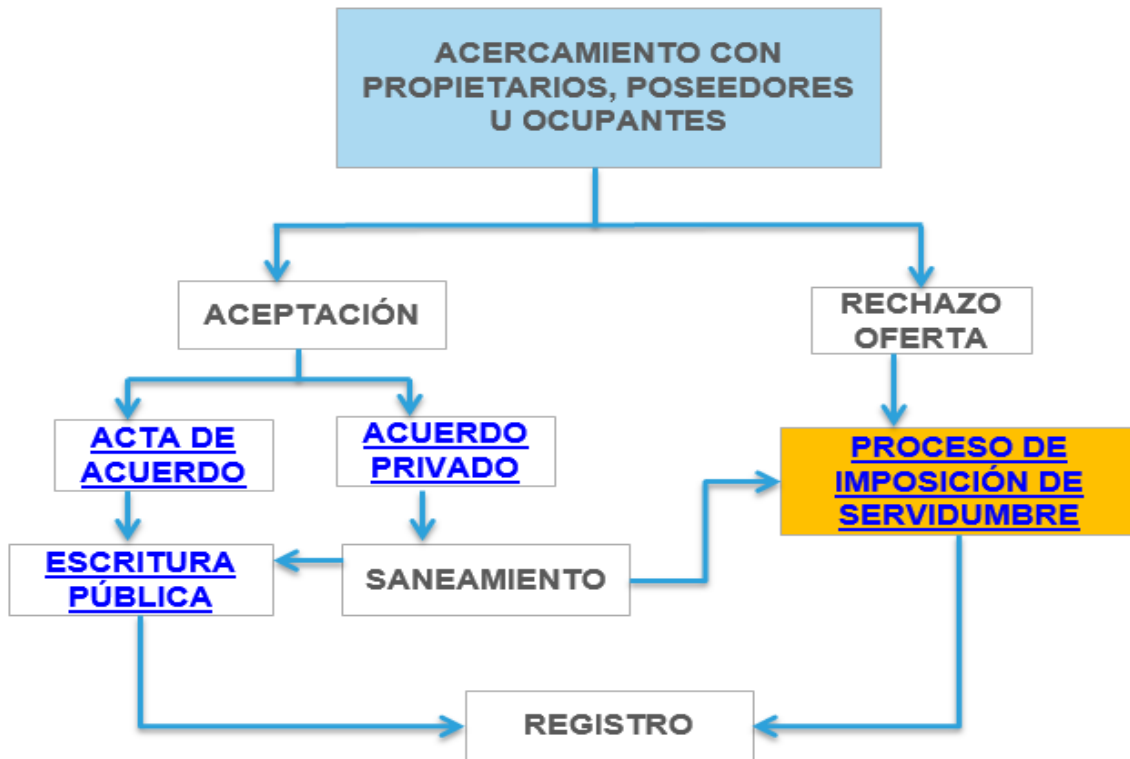 ACERCAMIENTO CON
PROPIETARIOS, POSEEDORES
U OCUPANTES
ACEPTACIÓN
RECHAZO
OFERTA
ACTA DE
ACUERDO
ACUERDO
PRIVADO
PROCESO DE
IMPOSICIÓN DE
SERVIDUMBRE
ESCRITURA
PÚBLICA
SANEAMIENTO
REGISTRO